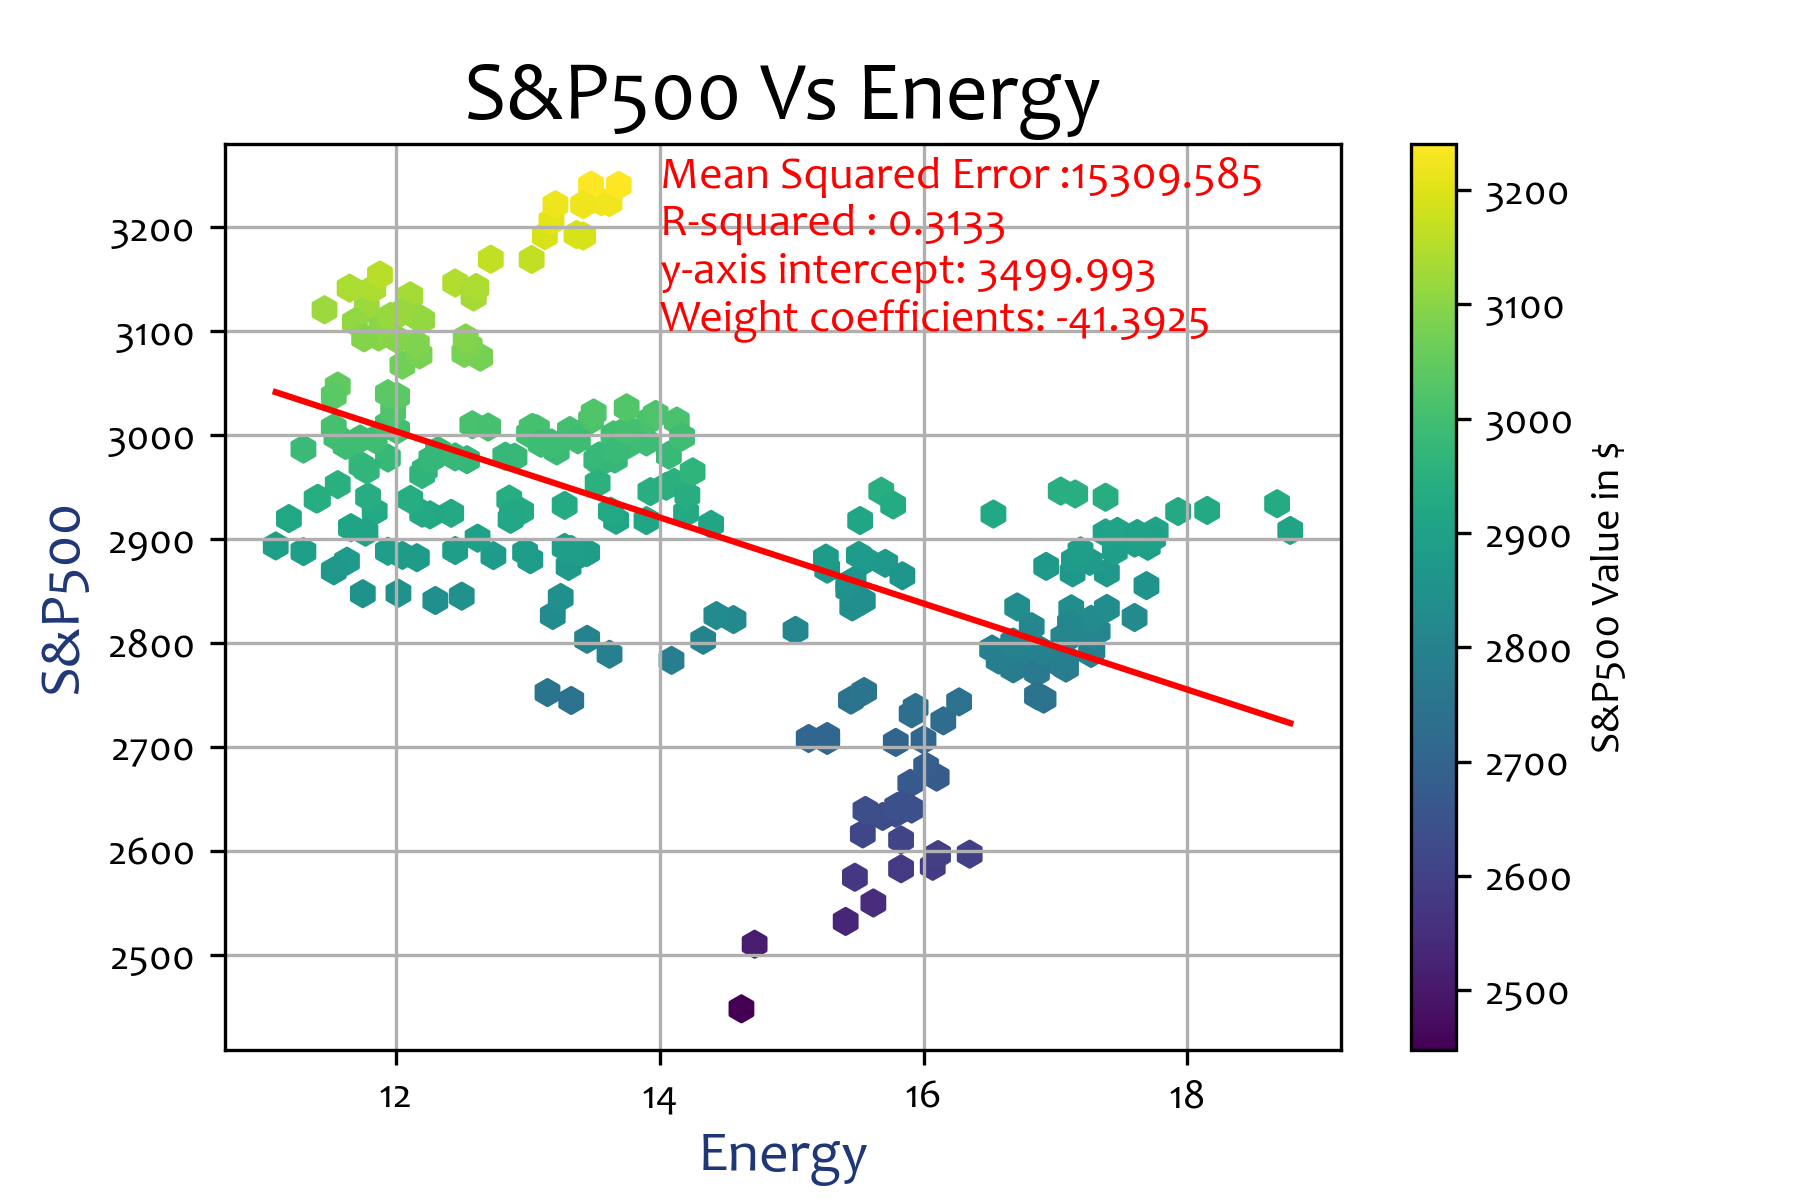 S&P500 Vs Energy
Mean Squared Error :15309.585
R-squared : 0.3133
y-axis intercept: 3499.993
Weight coefficients: -41.3925
3200
3100
3000
2900
2800
2700
2600
2500
S&P500
12 14 16 18
Energy
3200
3100
3000
2900
2800
2700
2600
2500
S&P500 Value in $